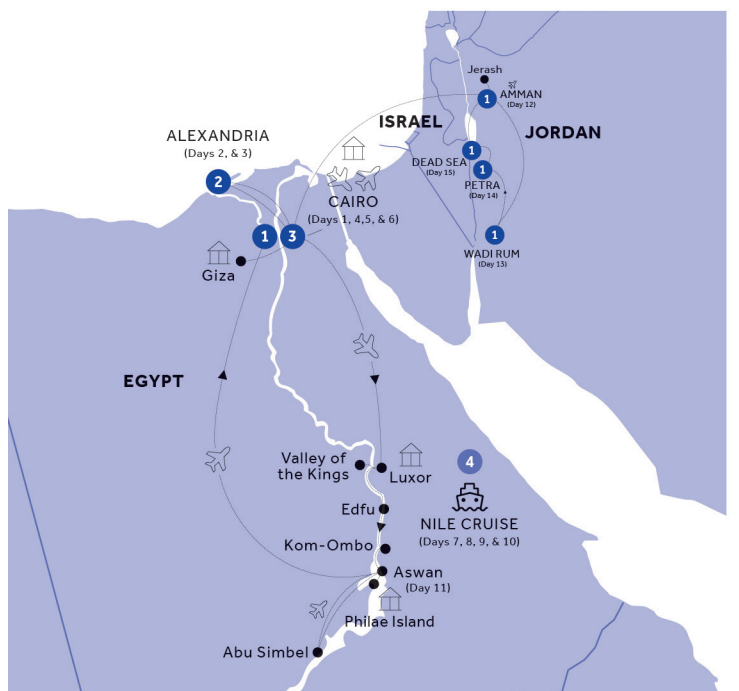 Jerash
1
AMMAN
(Day 12)
ISRAEL
JORDAN
ALEXANDRIA
(Days 2, & 3)
1
DEAD SEA
(Day 15)
1
PETRA
(Day 14)
2
CAIRO
(Days 1, 4,5, & 6)
1
3
1
WADI RUM
(Day 13)
Giza
EGYPT
Valley of
the Kings
Luxor
4
Edfu
NILE CRUISE
(Days 7, 8, 9, & 10)
Kom-Ombo
Aswan
(Day 11)
Philae Island
Abu Simbel